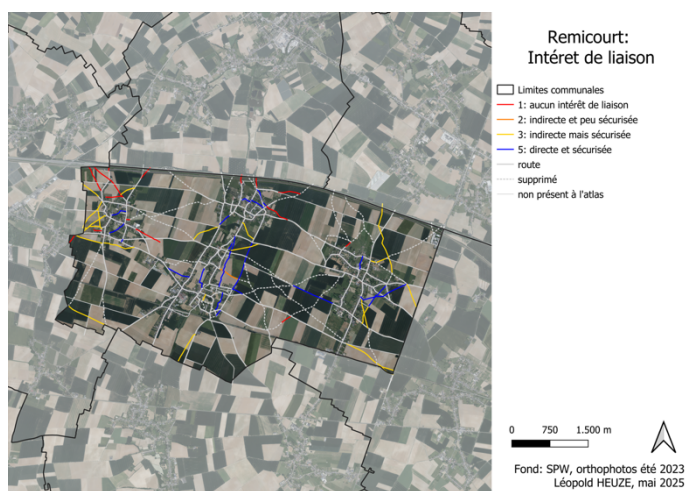 Remicourt:
Intéret de liaison
Limites communales
1: aucun intérêt de liaison
2: indirecte et peu sécurisée
3: indirecte mais sécurisée
5: directe et sécurisée
route
supprimé
non présent à l'atlas
0 750 1.500 m
Fond: SPW, orthophotos été 2023
Léopold HEUZE, mai 2025